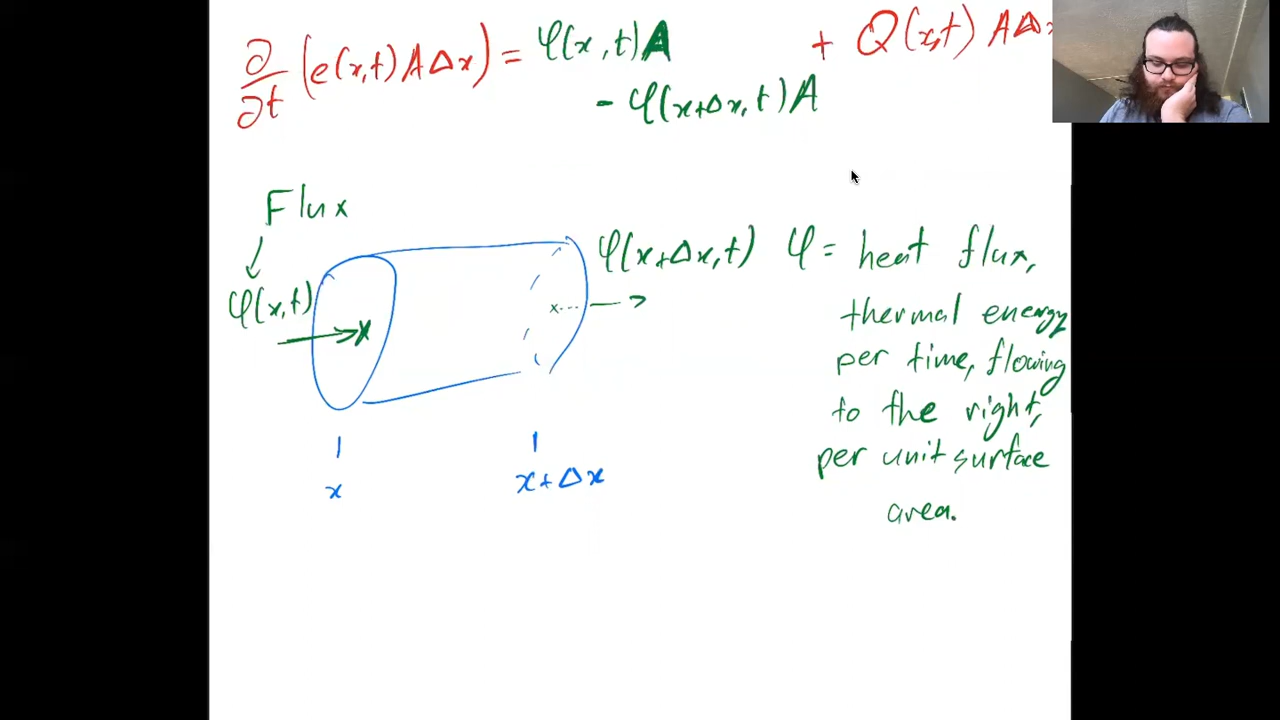 ∂/∂t (e(x,t)AΔx) = φ(x,t)A + Q(x,t) AΔx
- φ(x+Δx,t)A
Flux
φ(x,t)
φ(x+Δx,t)
φ = heat flux,
thermal energy
per time, flowing
to the right,
per unit surface
area.
x
x+Δx